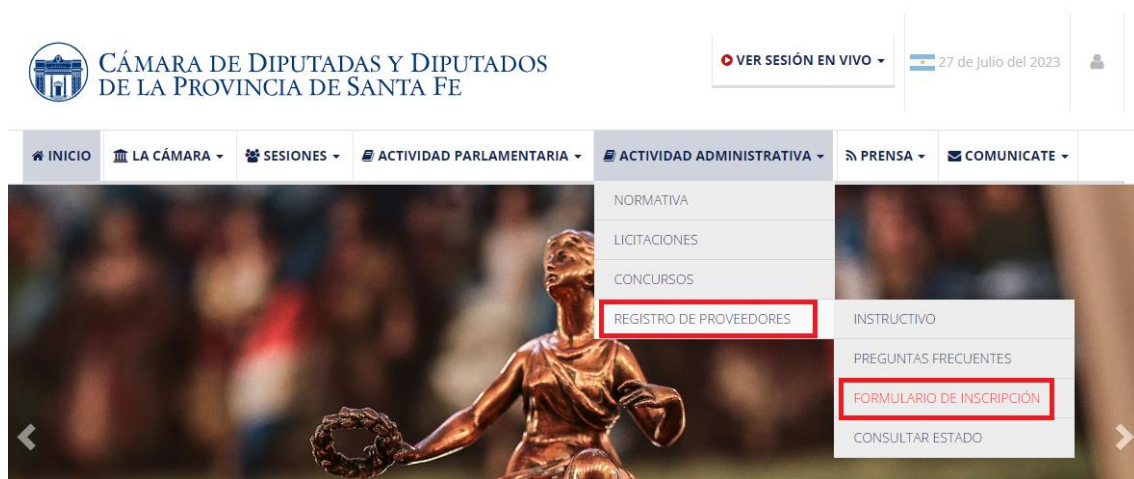 CÁMARA DE DIPUTADAS Y DIPUTADOS
DE LA PROVINCIA DE SANTA FE
VER SESIÓN EN VIVO
27 de Julio del 2023
INICIO
LA CÁMARA
SESIONES
ACTIVIDAD PARLAMENTARIA
ACTIVIDAD ADMINISTRATIVA
PRENSA
COMUNICATE
NORMATIVA
LICITACIONES
CONCURSOS
REGISTRO DE PROVEEDORES
INSTRUCTIVO
PREGUNTAS FRECUENTES
FORMULARIO DE INSCRIPCIÓN
CONSULTAR ESTADO